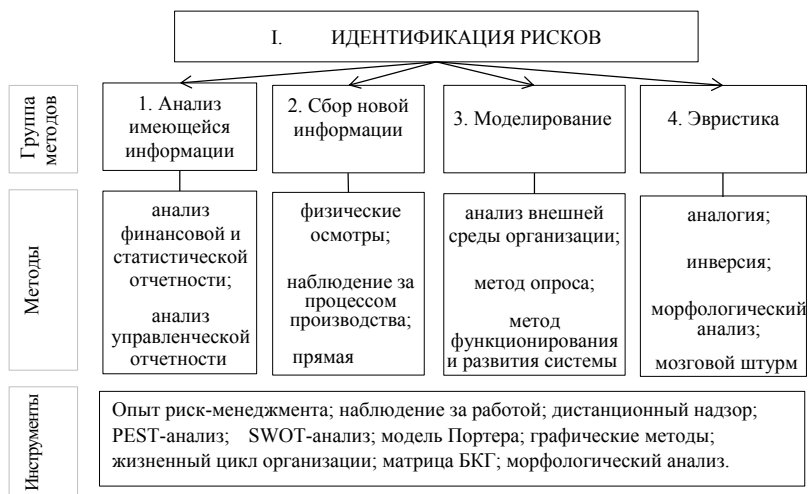 I. ИДЕНТИФИКАЦИЯ РИСКОВ
Группа
методов
1. Анализ
имеющейся
информации
2. Сбор новой
информации
3. Моделирование
4. Эвристика
Методы
анализ
финансовой и
статистической
отчетности;
анализ
управленческой
отчетности
физические
осмотры;
наблюдение за
процессом
производства;
прямая
анализ внешней
среды организации;
метод опроса;
метод
функционирования
и развития системы
аналогия;
инверсия;
морфологический
анализ;
мозговой штурм
Инструменты
Опыт риск-менеджмента; наблюдение за работой; дистанционный надзор;
PEST-анализ; SWOT-анализ; модель Портера; графические методы;
жизненный цикл организации; матрица БКГ; морфологический анализ.